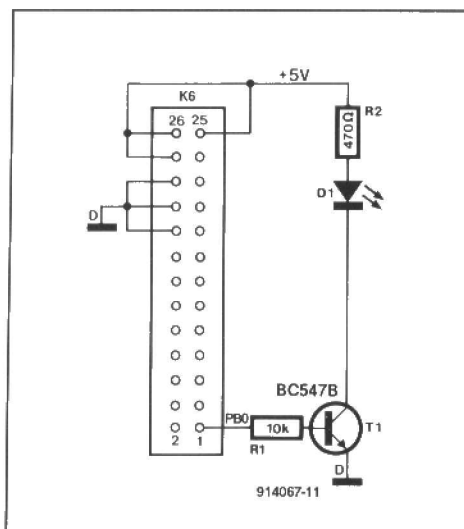 +5V
K6
26 25
R2
470Ω
D1
D
BC547B
PB0
10k
T1
2 1
R1
D
914067-11